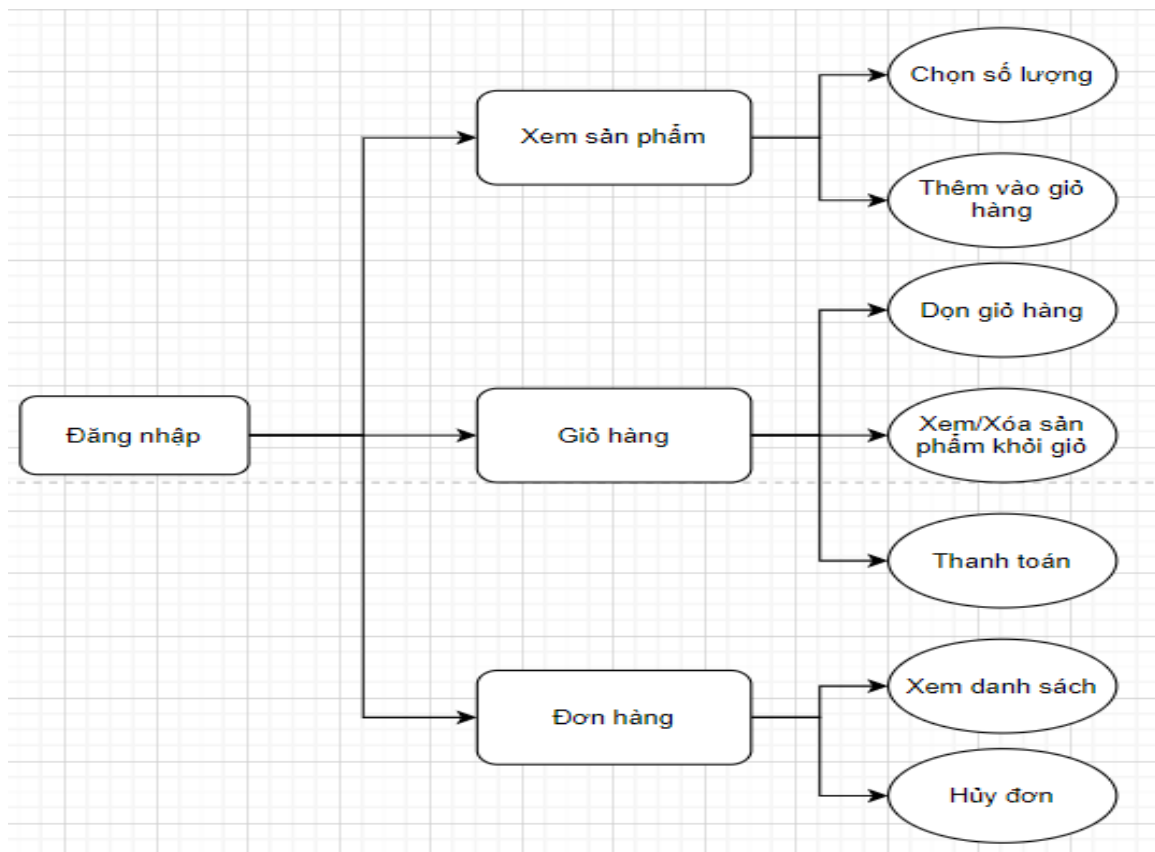 Chọn số lượng
Xem sản phẩm
Thêm vào giỏ
hàng
Dọn giỏ hàng
Đăng nhập
Giỏ hàng
Xem/Xóa sản
phẩm khỏi giỏ
Thanh toán
Xem danh sách
Đơn hàng
Hủy đơn